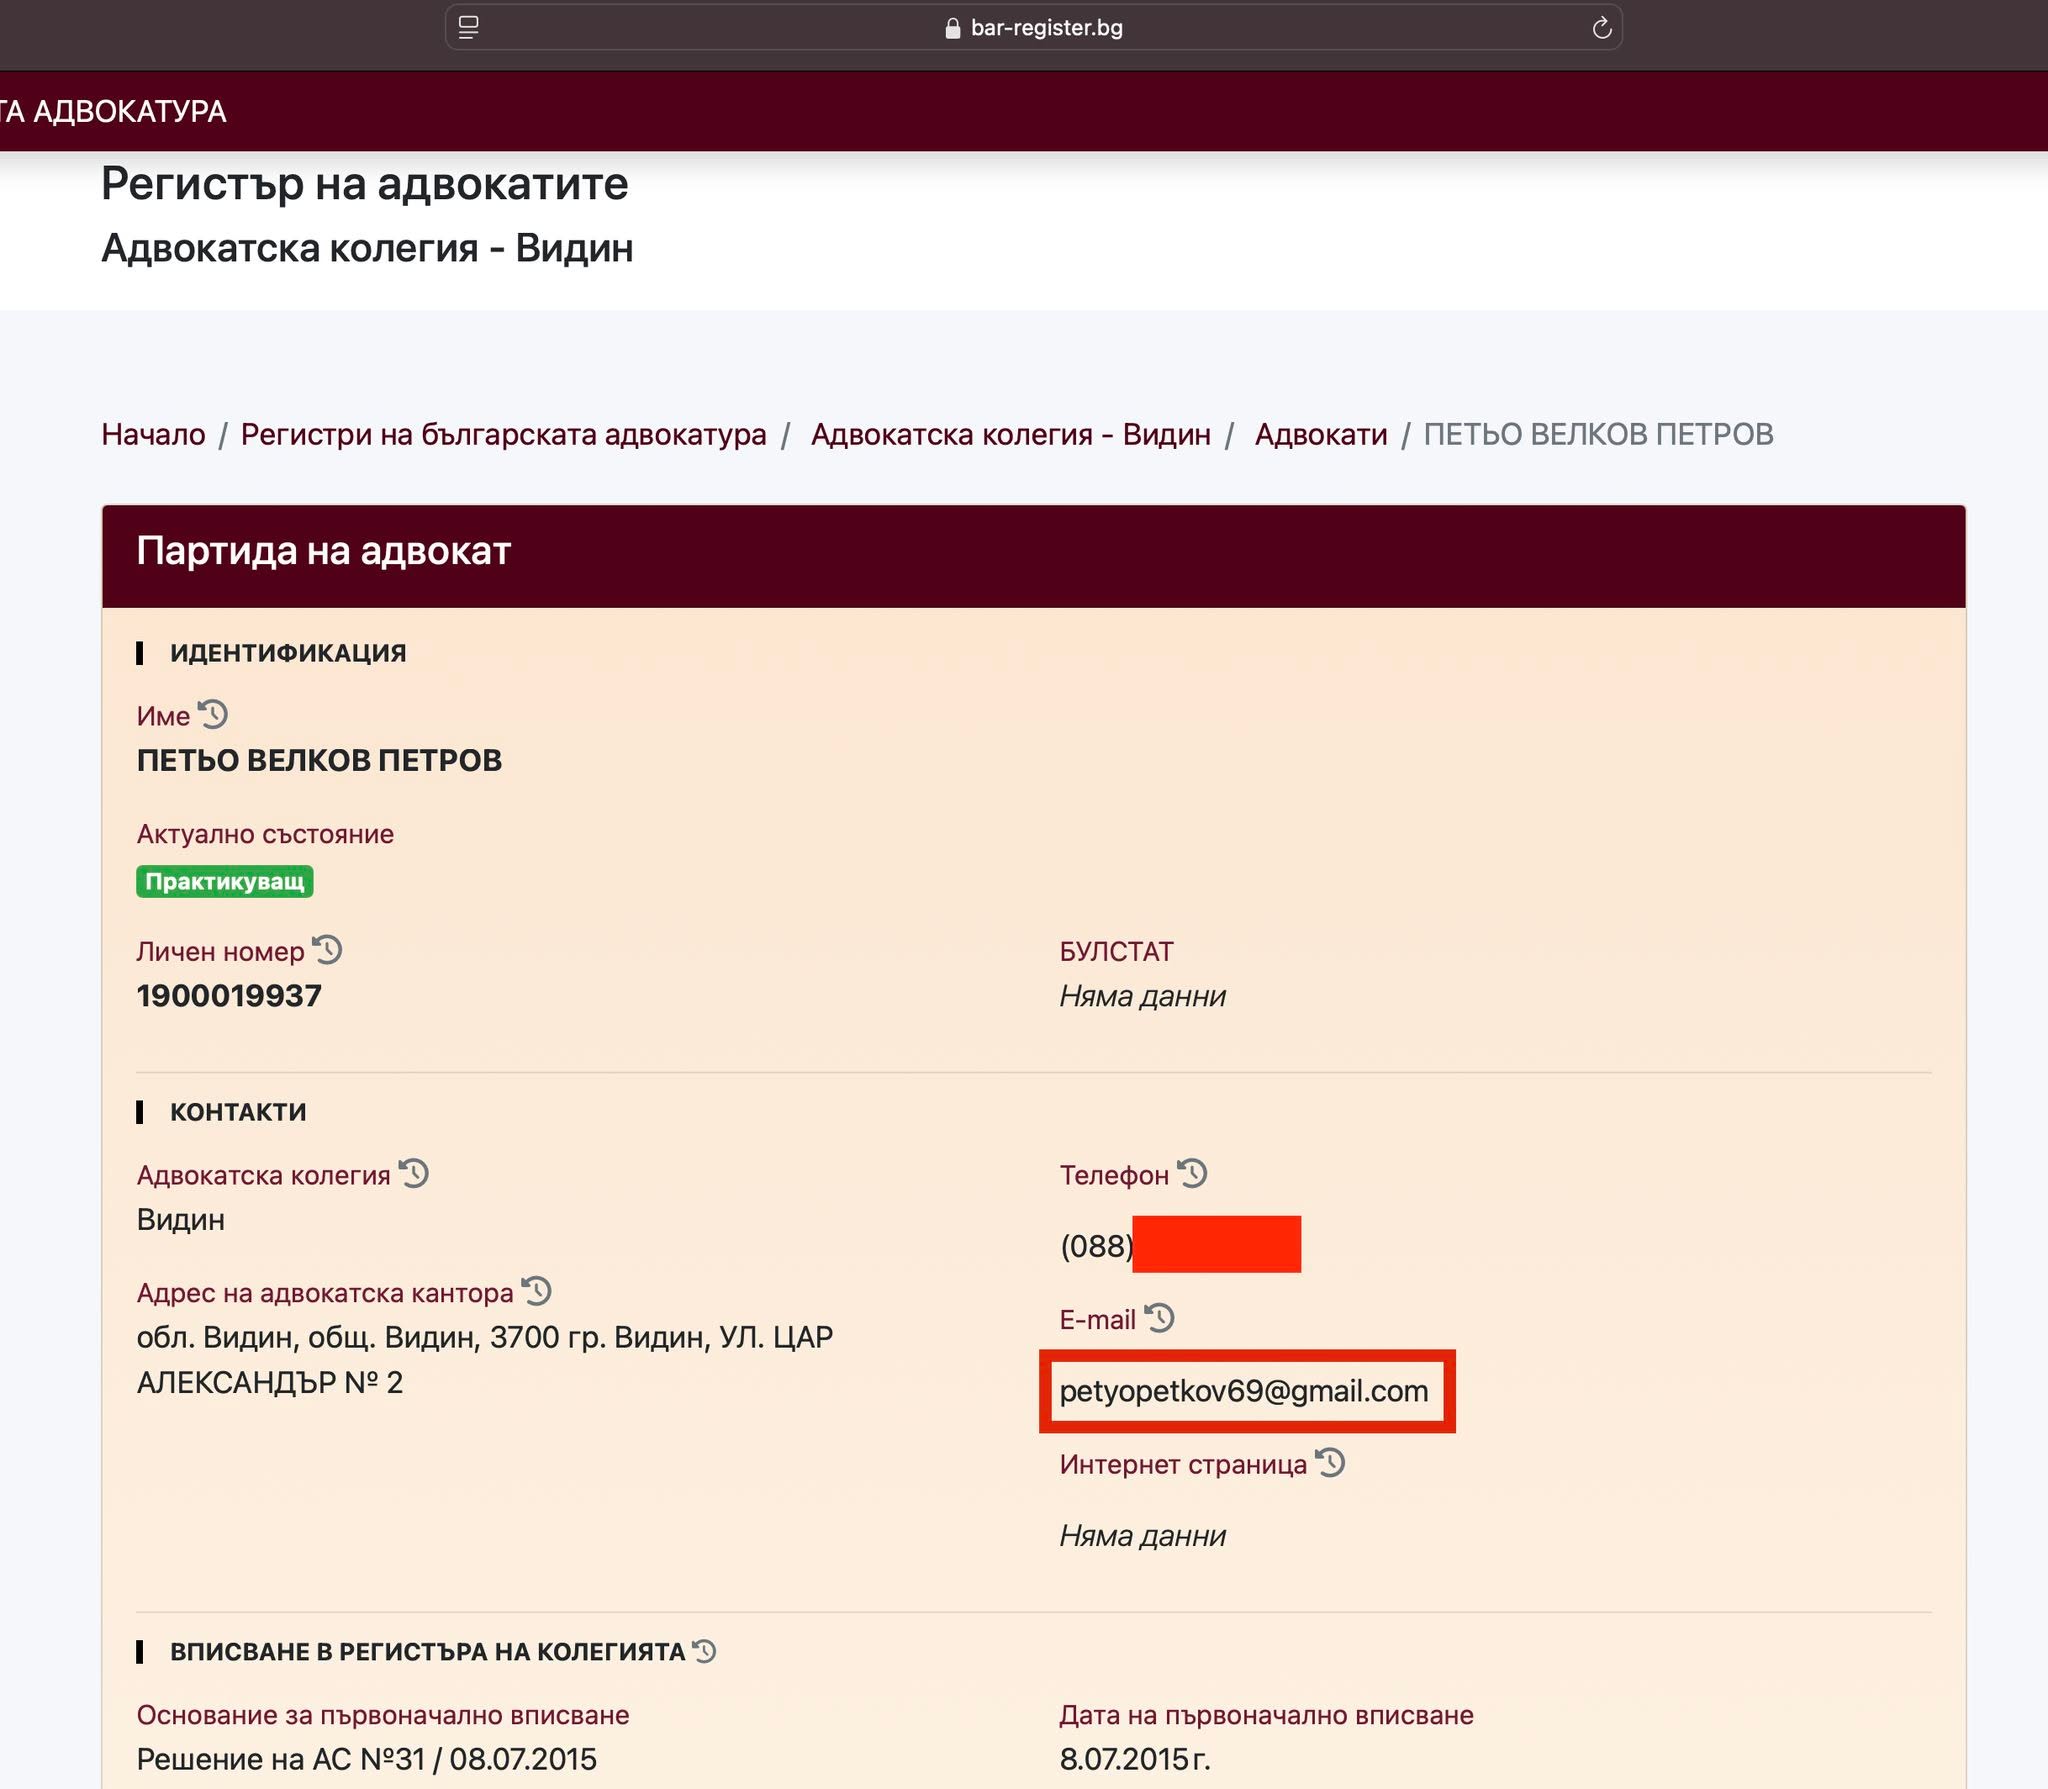 bar-register.bg
ТА АДВОКАТУРА
Регистър на адвокатите
Адвокатска колегия - Видин
Начало / Регистри на българската адвокатура / Адвокатска колегия - Видин / Адвокати / ПЕТЬО ВЕЛКОВ ПЕТРОВ
Партида на адвокат
ИДЕНТИФИКАЦИЯ
Име
ПЕТЬО ВЕЛКОВ ПЕТРОВ
Актуално състояние
Практикуващ
Личен номер
1900019937
БУЛСТАТ
Няма данни
КОНТАКТИ
Адвокатска колегия
Видин
Адрес на адвокатска кантора
обл. Видин, общ. Видин, 3700 гр. Видин, УЛ. ЦАР
АЛЕКСАНДЪР № 2
Телефон
(088)
E-mail
petyopetkov69@gmail.com
Интернет страница
Няма данни
ВПИСВАНЕ В РЕГИСТЪРА НА КОЛЕГИЯТА
Основание за първоначално вписване
Решение на АС №31 / 08.07.2015
Дата на първоначално вписване
8.07.2015 г.